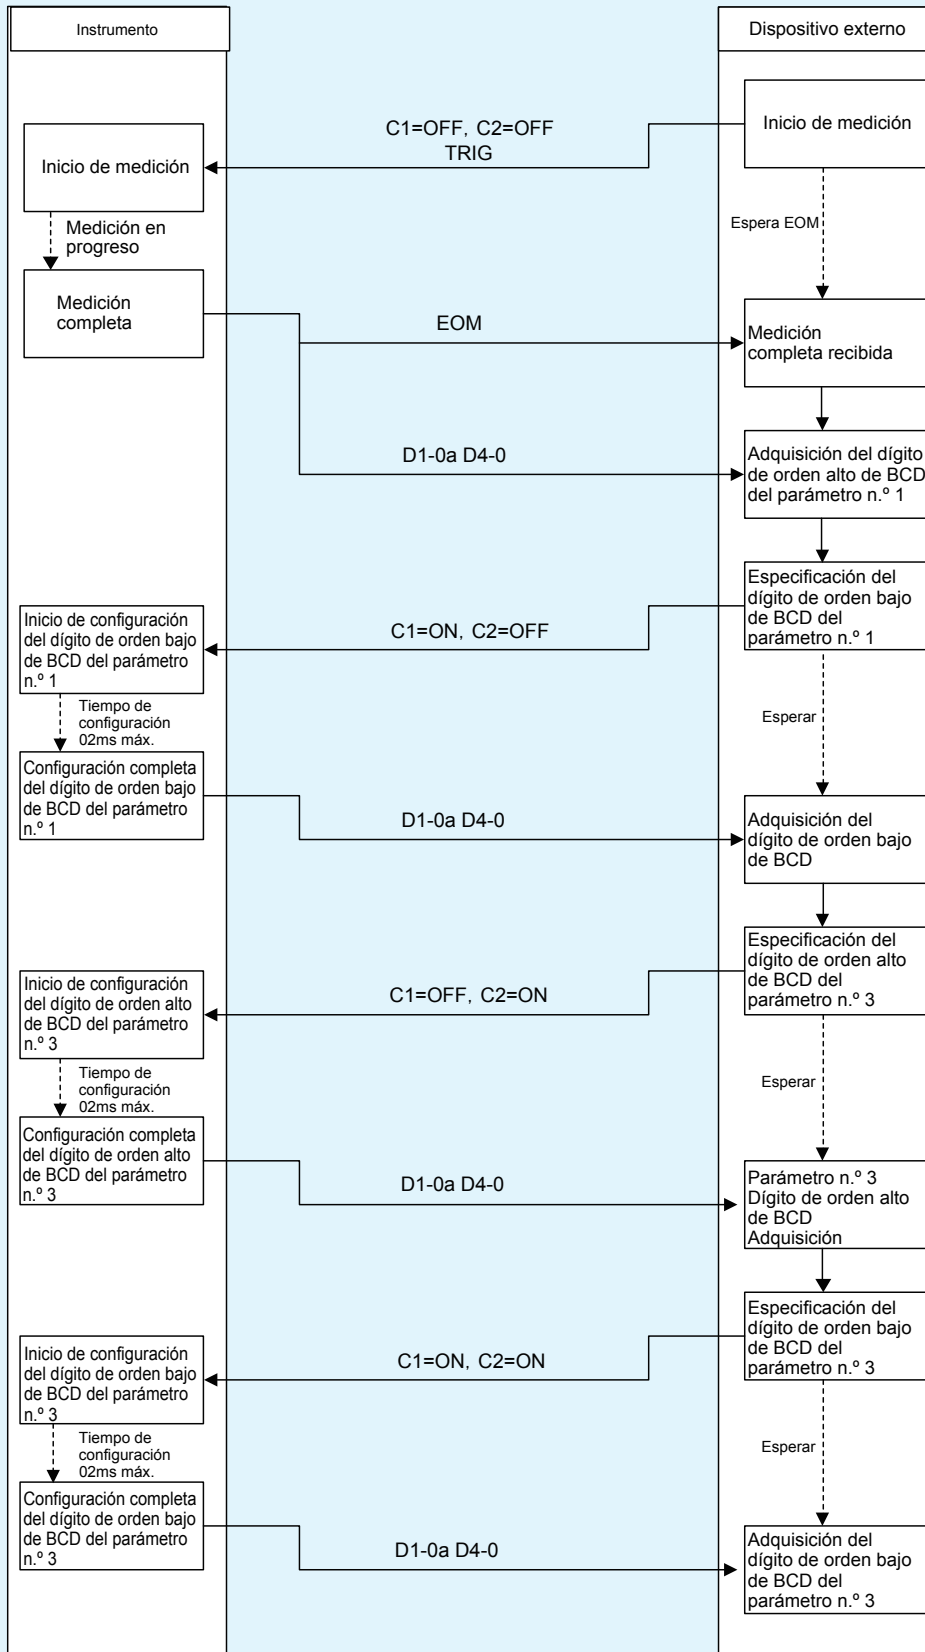 Instrumento
Dispositivo externo
Inicio de medición
C1=OFF, C2=OFF
TRIG
Inicio de medición
Medición en
progreso
Espera EOM
Medición
completa
EOM
Medición
completa recibida
D1-0a D4-0
Adquisición del dígito
de orden alto de BCD
del parámetro n.º 1
Especificación del
dígito de orden bajo
de BCD del
parámetro n.º 1
C1=ON, C2=OFF
Inicio de configuración
del dígito de orden bajo
de BCD del parámetro
n.º 1
Tiempo de
configuración
02ms máx.
Esperar
Configuración completa
del dígito de orden bajo
de BCD del parámetro
n.º 1
D1-0a D4-0
Adquisición del
dígito de orden bajo
de BCD
Especificación del
dígito de orden alto
de BCD del
parámetro n.º 3
C1=OFF, C2=ON
Inicio de configuración
del dígito de orden alto
de BCD del parámetro
n.º 3
Tiempo de
configuración
02ms máx.
Esperar
Configuración completa
del dígito de orden alto
de BCD del parámetro
n.º 3
D1-0a D4-0
Parámetro n.º 3
Dígito de orden alto
de BCD
Adquisición
Especificación del
dígito de orden bajo
de BCD del
parámetro n.º 3
C1=ON, C2=ON
Inicio de configuración
del dígito de orden bajo
de BCD del parámetro
n.º 3
Tiempo de
configuración
02ms máx.
Esperar
Configuración completa
del dígito de orden bajo
de BCD del parámetro
n.º 3
D1-0a D4-0
Adquisición del
dígito de orden bajo
de BCD del
parámetro n.º 3